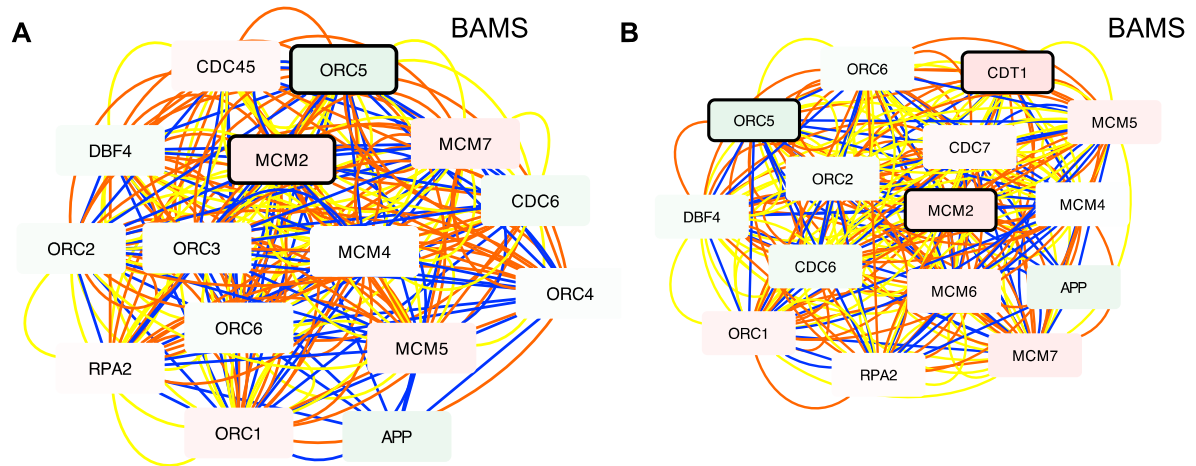 A
BAMS
CDC45
ORC5
DBF4
MCM2
MCM7
CDC6
ORC2
ORC3
MCM4
ORC4
ORC6
MCM5
RPA2
ORC1
APP
B
BAMS
ORC6
CDT1
ORC5
MCM5
CDC7
ORC2
DBF4
MCM2
MCM4
CDC6
MCM6
APP
ORC1
MCM7
RPA2